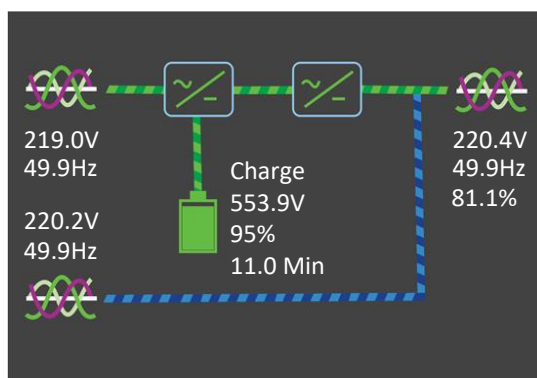 219.0V
49.9Hz
220.2V
49.9Hz
Charge
553.9V
95%
11.0 Min
220.4V
49.9Hz
81.1%